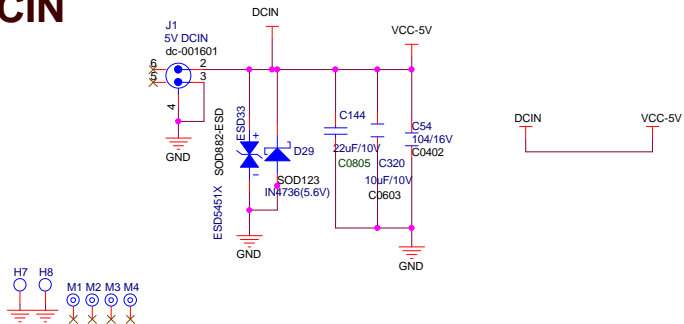 CIN
J1
5V DCIN
dc-001601
DCIN
VCC-5V
6
2
5
3
4
GND
ESD5451X
SOD882-ESD
ESD33
+
-
D29
SOD123
IN4736(5.6V)
GND
C144
22uF/10V
C0805
C320
10uF/10V
C0603
C54
104/16V
C0402
GND
DCIN
VCC-5V
H7 H8 M1 M2 M3 M4